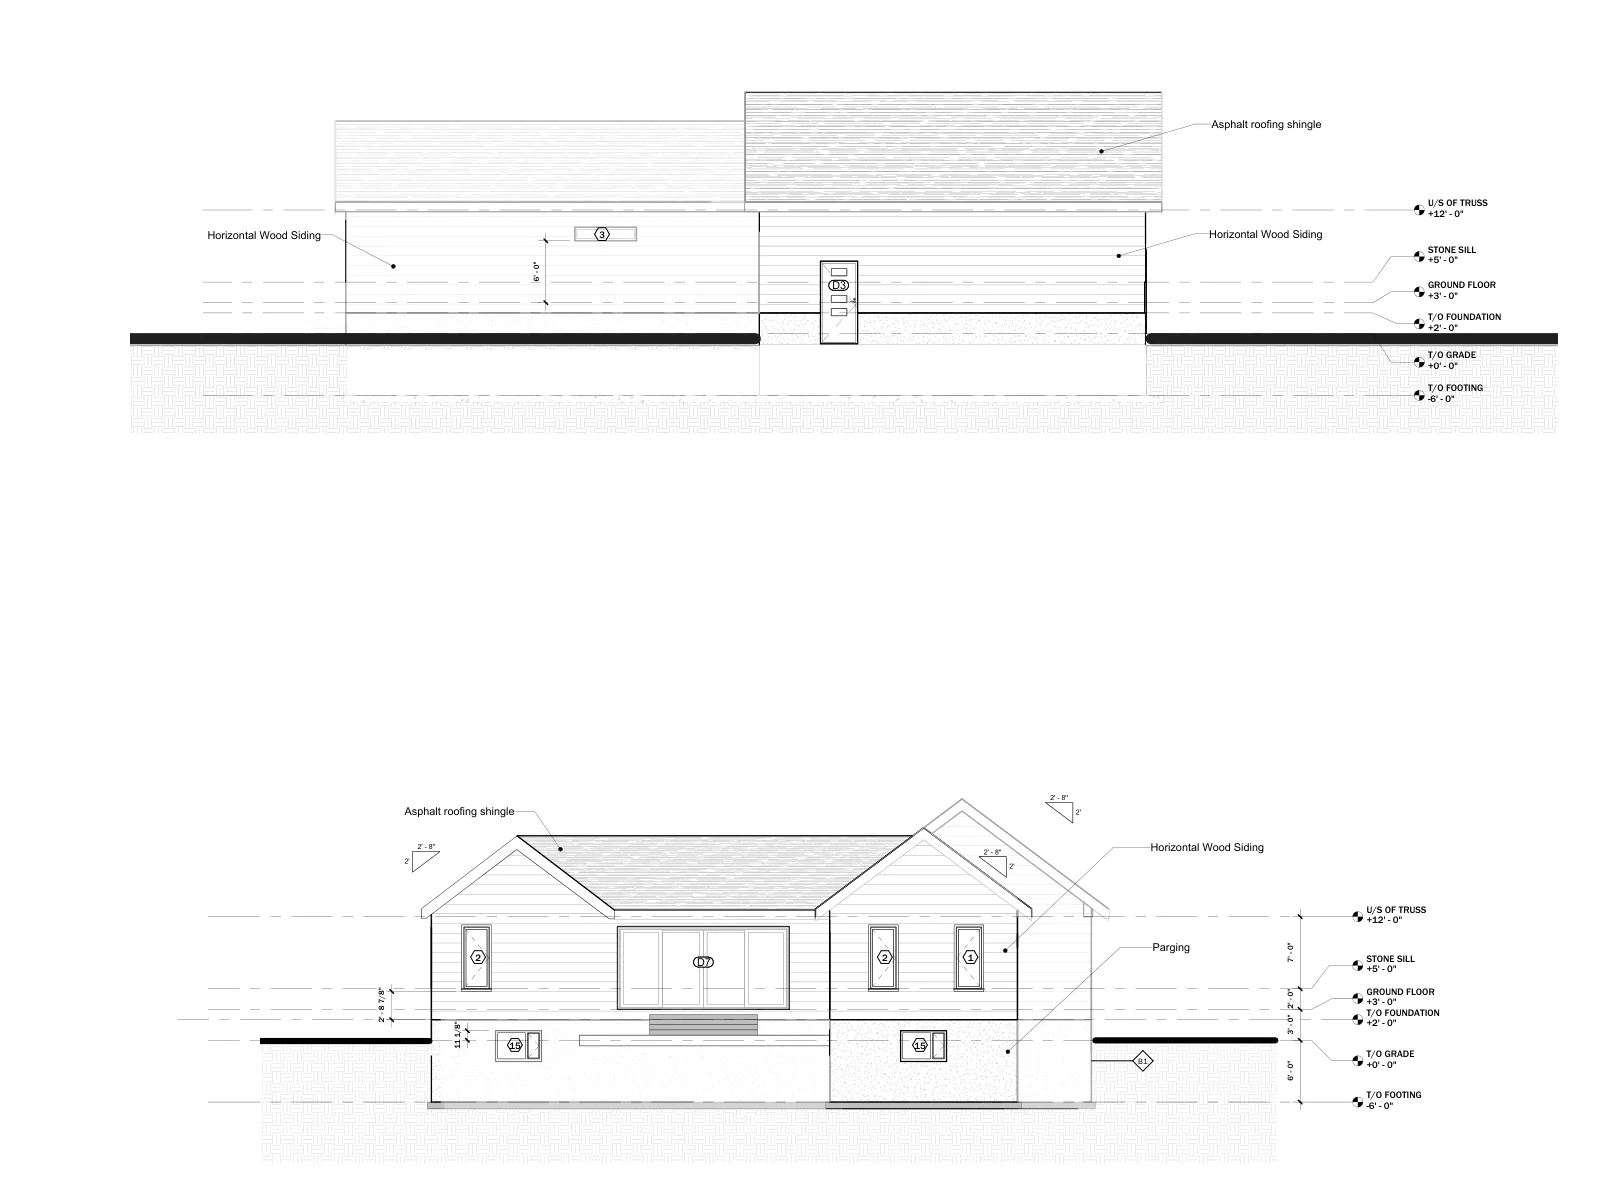 Asphalt roofing shingle
U/S OF TRUSS
+12' - 0"
Horizontal Wood Siding
3
Horizontal Wood Siding
STONE SILL
+5' - 0"
6' - 0"
D3
GROUND FLOOR
+3' - 0"
T/O FOUNDATION
+2' - 0"
T/O GRADE
+0' - 0"
T/O FOOTING
-6' - 0"
2' - 8"
2'
Asphalt roofing shingle
2' - 8"
2'
2' - 8"
2'
Horizontal Wood Siding
U/S OF TRUSS
+12' - 0"
7' - 0"
Parging
2
D7
2
1
STONE SILL
+5' - 0"
2' - 8 7/8"
2' - 0"
GROUND FLOOR
+3' - 0"
T/O FOUNDATION
+2' - 0"
11 1/8"
3' - 0"
15
15
B1
T/O GRADE
+0' - 0"
6' - 0"
T/O FOOTING
-6' - 0"